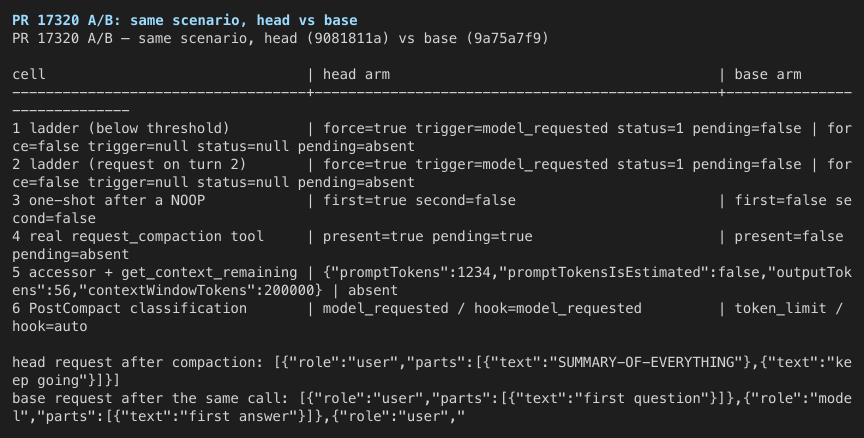 PR 17320 A/B: same scenario, head vs base
PR 17320 A/B — same scenario, head (9081811a) vs base (9a75a7f9)
cell | head arm | base arm
------------------------------------+-------------------------------------------------+---------------
--------------
1 ladder (below threshold) | force=true trigger=model_requested status=1 pending=false | for
ce=false trigger=null status=null pending=absent
2 ladder (request on turn 2) | force=true trigger=model_requested status=1 pending=false | for
ce=false trigger=null status=null pending=absent
3 one-shot after a NOOP | first=true second=false | first=false se
cond=false
4 real request_compaction tool | present=true pending=true | present=false
pending=absent
5 accessor + get_context_remaining | {"promptTokens":1234,"promptTokensIsEstimated":false,"outputTok
ens":56,"contextWindowTokens":200000} | absent
6 PostCompact classification | model_requested / hook=model_requested | token_limit /
hook=auto
head request after compaction: [{"role":"user","parts":[{"text":"SUMMARY-OF-EVERYTHING"},{"text":"ke
ep going"}]}]
base request after the same call: [{"role":"user","parts":[{"text":"first question"}]},{"role":"mode
l","parts":[{"text":"first answer"}]},{"role":"user","